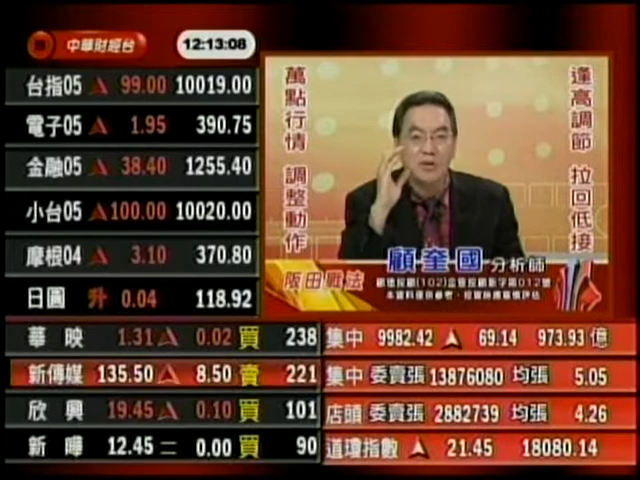 中華財經台 12:13:08
台指05 99.00 10019.00
電子05 1.95 390.75
金融05 38.40 1255.40
小台05 100.00 10020.00
摩根04 3.10 370.80
日圓 升 0.04 118.92
萬點行情 調整動作
逢高調節 拉回低接
顧奎國 分析師
阪田戰法
華映 1.31 0.02 買 238
新傳媒 135.50 8.50 賣 221
欣興 19.45 0.10 買 101
新曄 12.45 0.00 買 90
集中 9982.42 69.14 973.93 億
集中 委賣張 13876080 均張 5.05
店頭 委賣張 2882739 均張 4.26
道瓊指數 21.45 18080.14